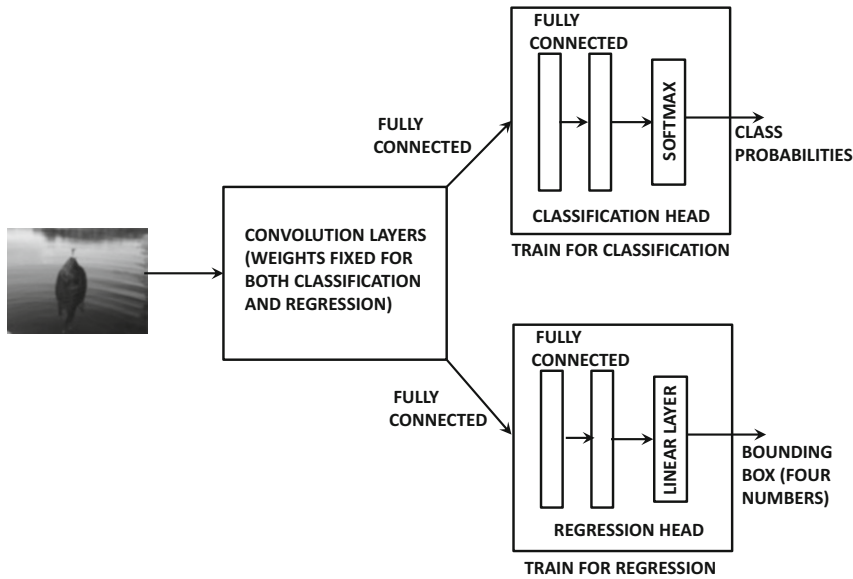 FULLY
CONNECTED
SOFTMAX
CLASSIFICATION HEAD
TRAIN FOR CLASSIFICATION
CLASS
PROBABILITIES
FULLY
CONNECTED
CONVOLUTION LAYERS
(WEIGHTS FIXED FOR
BOTH CLASSIFICATION
AND REGRESSION)
FULLY
CONNECTED
FULLY
CONNECTED
LINEAR LAYER
REGRESSION HEAD
TRAIN FOR REGRESSION
BOUNDING
BOX (FOUR
NUMBERS)